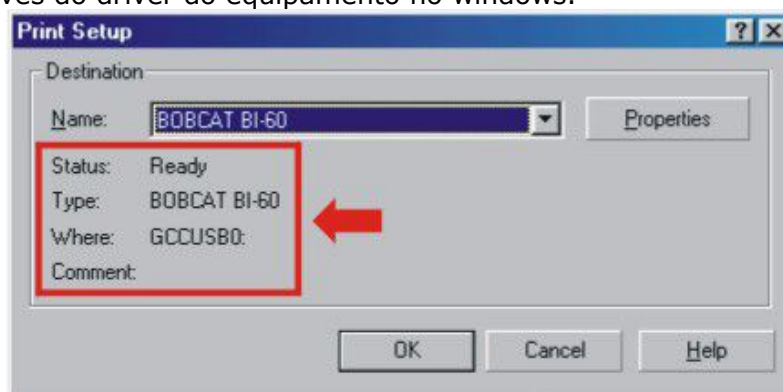 ves do driver do equipamento no windows.
Print Setup
Destination
Name: BOBCAT BI-60 Properties
Status: Ready
Type: BOBCAT BI-60
Where: GCCUSB0:
Comment:
OK Cancel Help